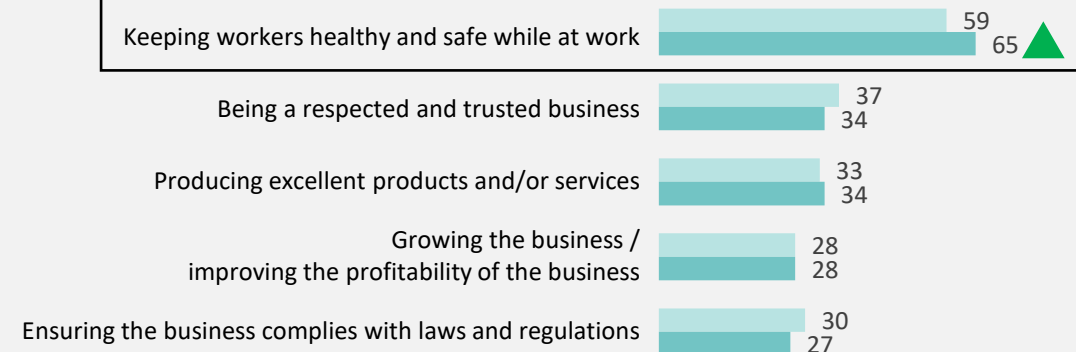 Keeping workers healthy and safe while at work
59
65
Being a respected and trusted business
37
34
Producing excellent products and/or services
33
34
Growing the business /
improving the profitability of the business
28
28
Ensuring the business complies with laws and regulations
30
27